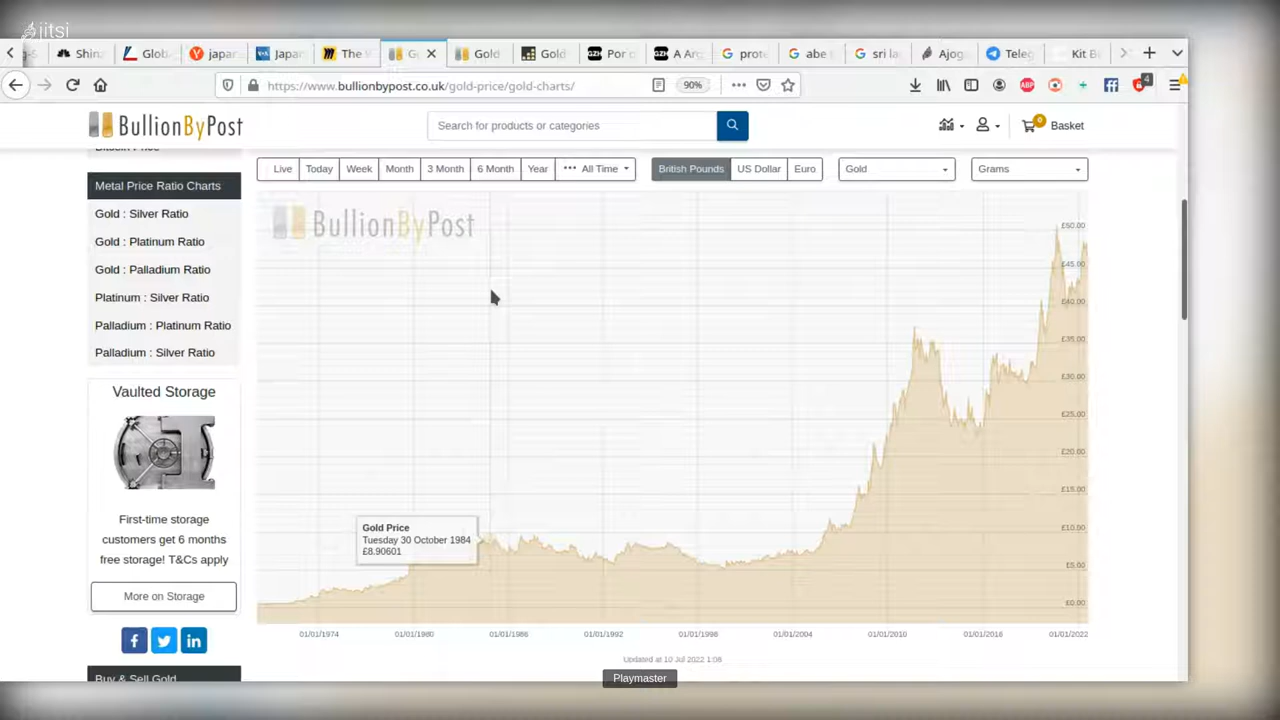 jitsi
Shin
Glob
japar
Japa
The
G
Gold
Gold
Por c
A Arg
prote
abe t
sri la
Ajog
Teleg
Kit B
https://www.bullionbypost.co.uk/gold-price/gold-charts/
90%
ABP
4
BullionByPost
Search for products or categories
0
Basket
Bitcoin Price
Live
Today
Week
Month
3 Month
6 Month
Year
••• All Time
British Pounds
US Dollar
Euro
Gold
Grams
Metal Price Ratio Charts
Gold : Silver Ratio
Gold : Platinum Ratio
Gold : Palladium Ratio
Platinum : Silver Ratio
Palladium : Platinum Ratio
Palladium : Silver Ratio
BullionByPost
£50.00
£45.00
£40.00
£35.00
£30.00
£25.00
£20.00
£15.00
£10.00
£5.00
£0.00
Gold Price
Tuesday 30 October 1984
£8.90601
01/01/1974
01/01/1980
01/01/1986
01/01/1992
01/01/1998
01/01/2004
01/01/2010
01/01/2016
01/01/2022
Updated at 10 Jul 2022 1:08
Vaulted Storage
First-time storage
customers get 6 months
free storage! T&Cs apply
More on Storage
Buy & Sell Gold
Playmaster